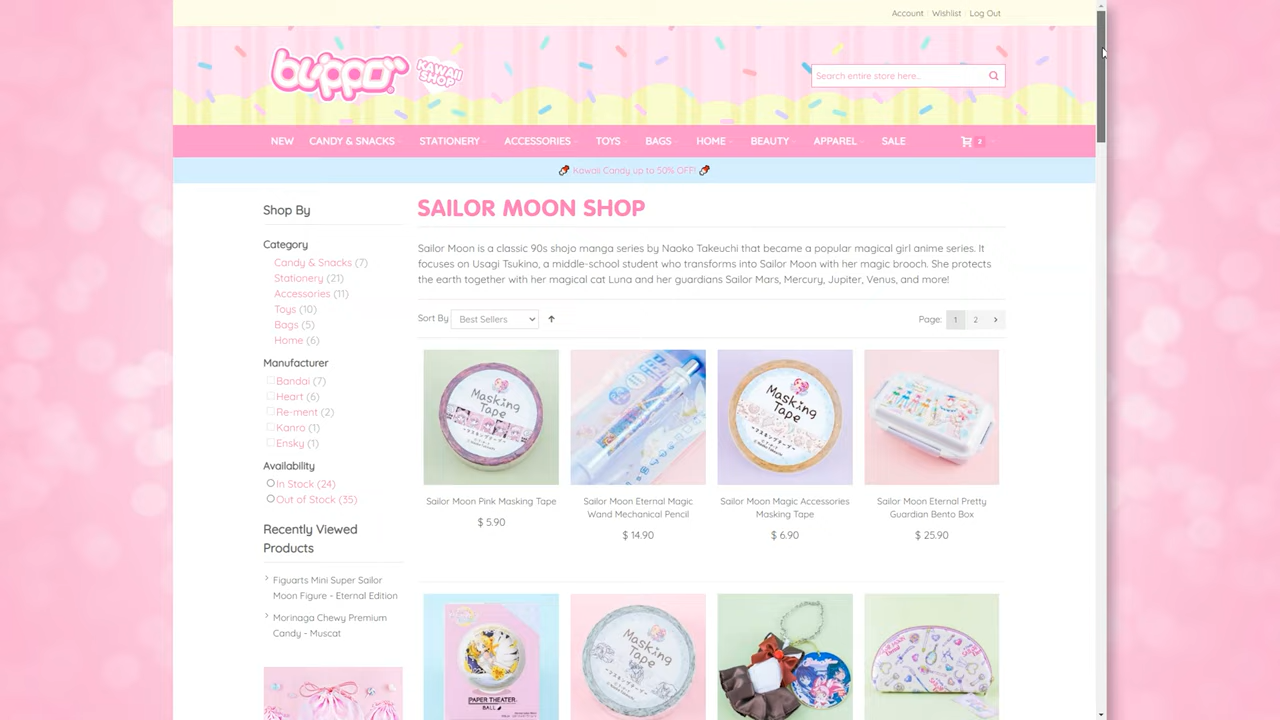 Account Wishlist Log Out
blippo® KAWAII SHOP
Search entire store here...
NEW CANDY & SNACKS STATIONERY ACCESSORIES TOYS BAGS HOME BEAUTY APPAREL SALE 2
Kawaii Candy up to 50% OFF!
Shop By
Category
Candy & Snacks (7)
Stationery (21)
Accessories (11)
Toys (10)
Bags (5)
Home (6)
Manufacturer
Bandai (7)
Heart (6)
Re-ment (2)
Kanro (1)
Ensky (1)
Availability
In Stock (24)
Out of Stock (35)
Recently Viewed
Products
Figuarts Mini Super Sailor
Moon Figure - Eternal Edition
Morinaga Chewy Premium
Candy - Muscat
SAILOR MOON SHOP
Sailor Moon is a classic 90s shojo manga series by Naoko Takeuchi that became a popular magical girl anime series. It
focuses on Usagi Tsukino, a middle-school student who transforms into Sailor Moon with her magic brooch. She protects
the earth together with her magical cat Luna and her guardians Sailor Mars, Mercury, Jupiter, Venus, and more!
Sort By Best Sellers
Page: 1 2
Masking
Tape
Masking
Tape
Sailor Moon Pink Masking Tape
$ 5.90
Sailor Moon Eternal Magic
Wand Mechanical Pencil
$ 14.90
Sailor Moon Magic Accessories
Masking Tape
$ 6.90
Sailor Moon Eternal Pretty
Guardian Bento Box
$ 25.90
PAPER THEATER
BALL
Masking
Tape